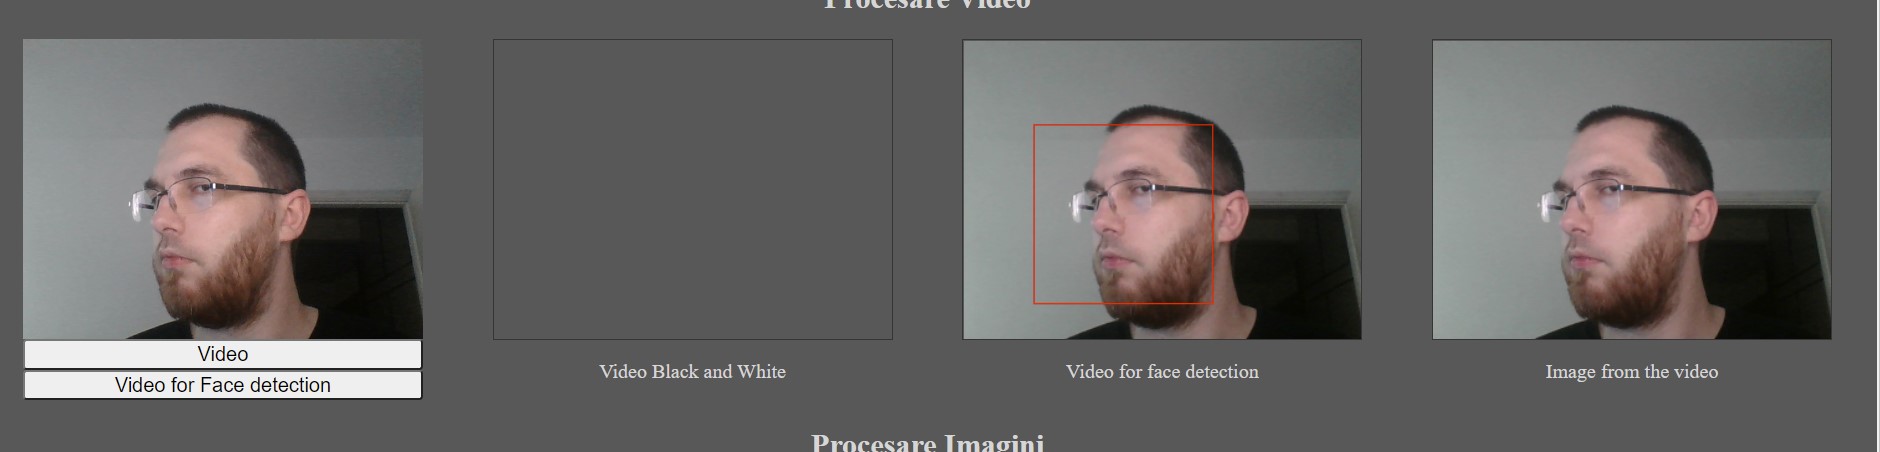 Procesare Video
Video
Video for Face detection
Video Black and White
Video for face detection
Image from the video
Procesare Imagini